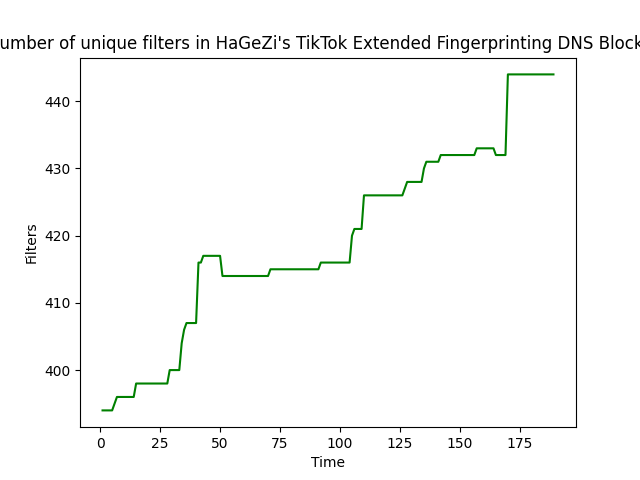 umber of unique filters in HaGeZi's TikTok Extended Fingerprinting DNS Block
440
430
420
410
400
Filters
0 25 50 75 100 125 150 175
Time